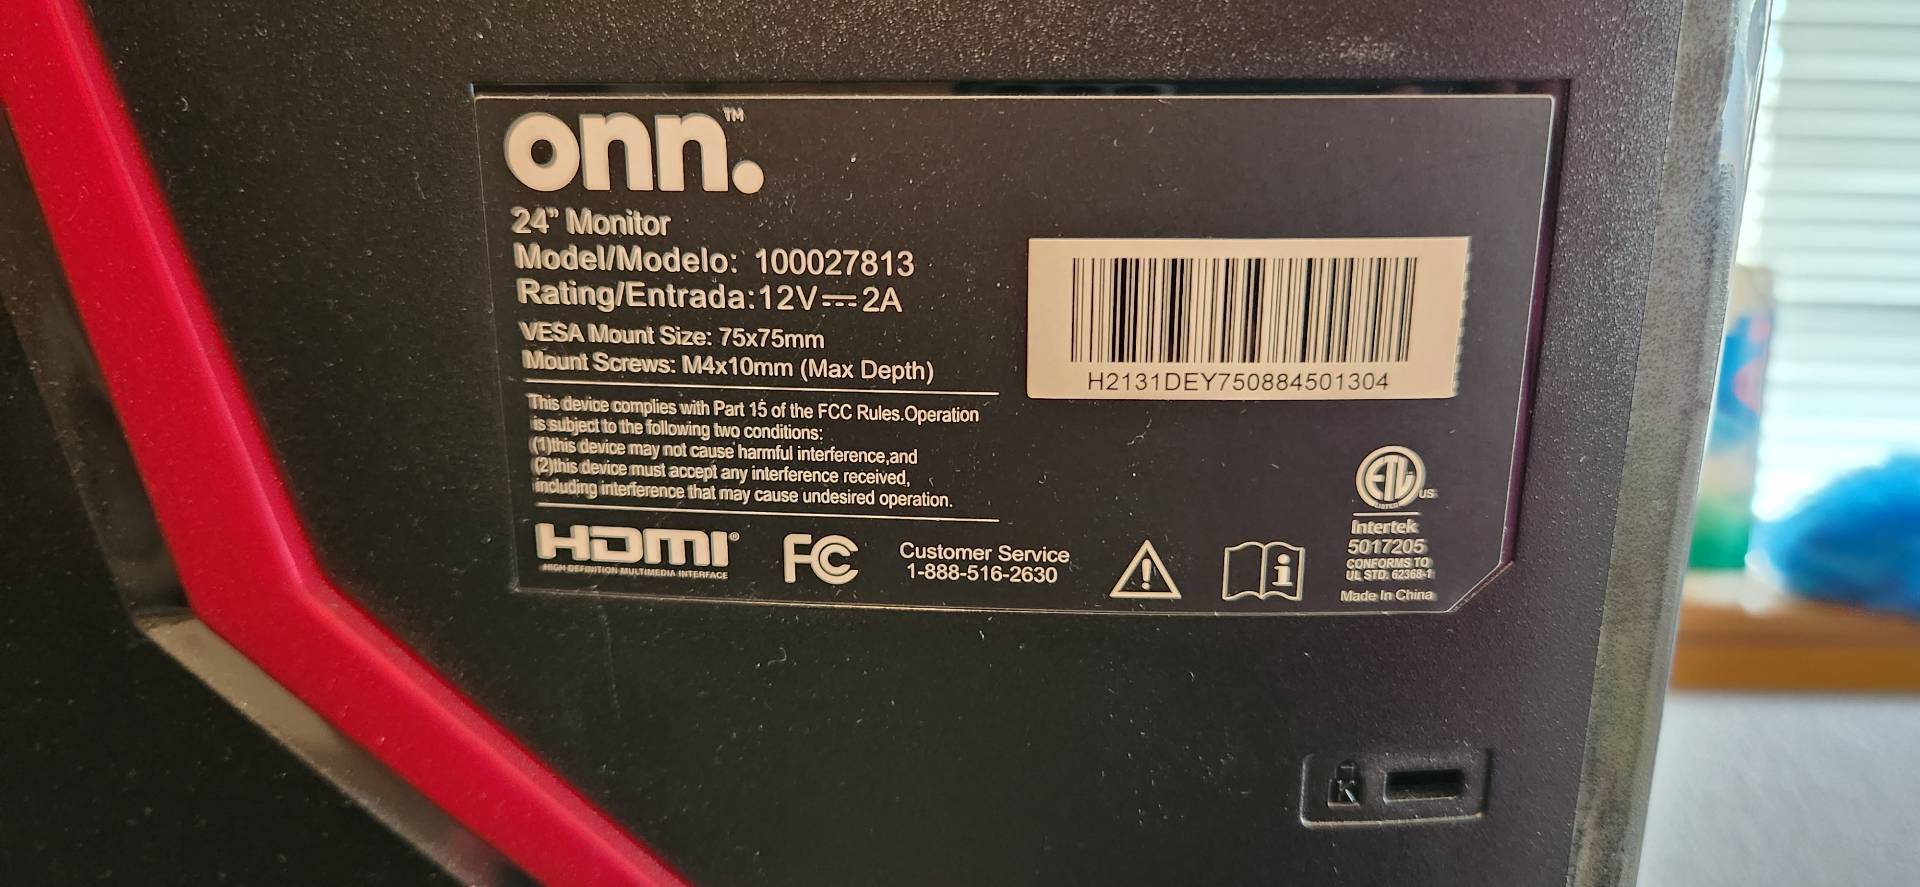 onn.™
24" Monitor
Model/Modelo: 100027813
Rating/Entrada:12V⎓2A
VESA Mount Size: 75x75mm
Mount Screws: M4x10mm (Max Depth)
This device complies with Part 15 of the FCC Rules.Operation
is subject to the following two conditions:
(1)this device may not cause harmful interference,and
(2)this device must accept any interference received,
including interference that may cause undesired operation.
H2131DEY750884501304
HDMI®
HIGH DEFINITION MULTIMEDIA INTERFACE
FC
Customer Service
1-888-516-2630
ETL
US
LISTED
Intertek
5017205
CONFORMS TO
UL STD. 62368-1
Made In China